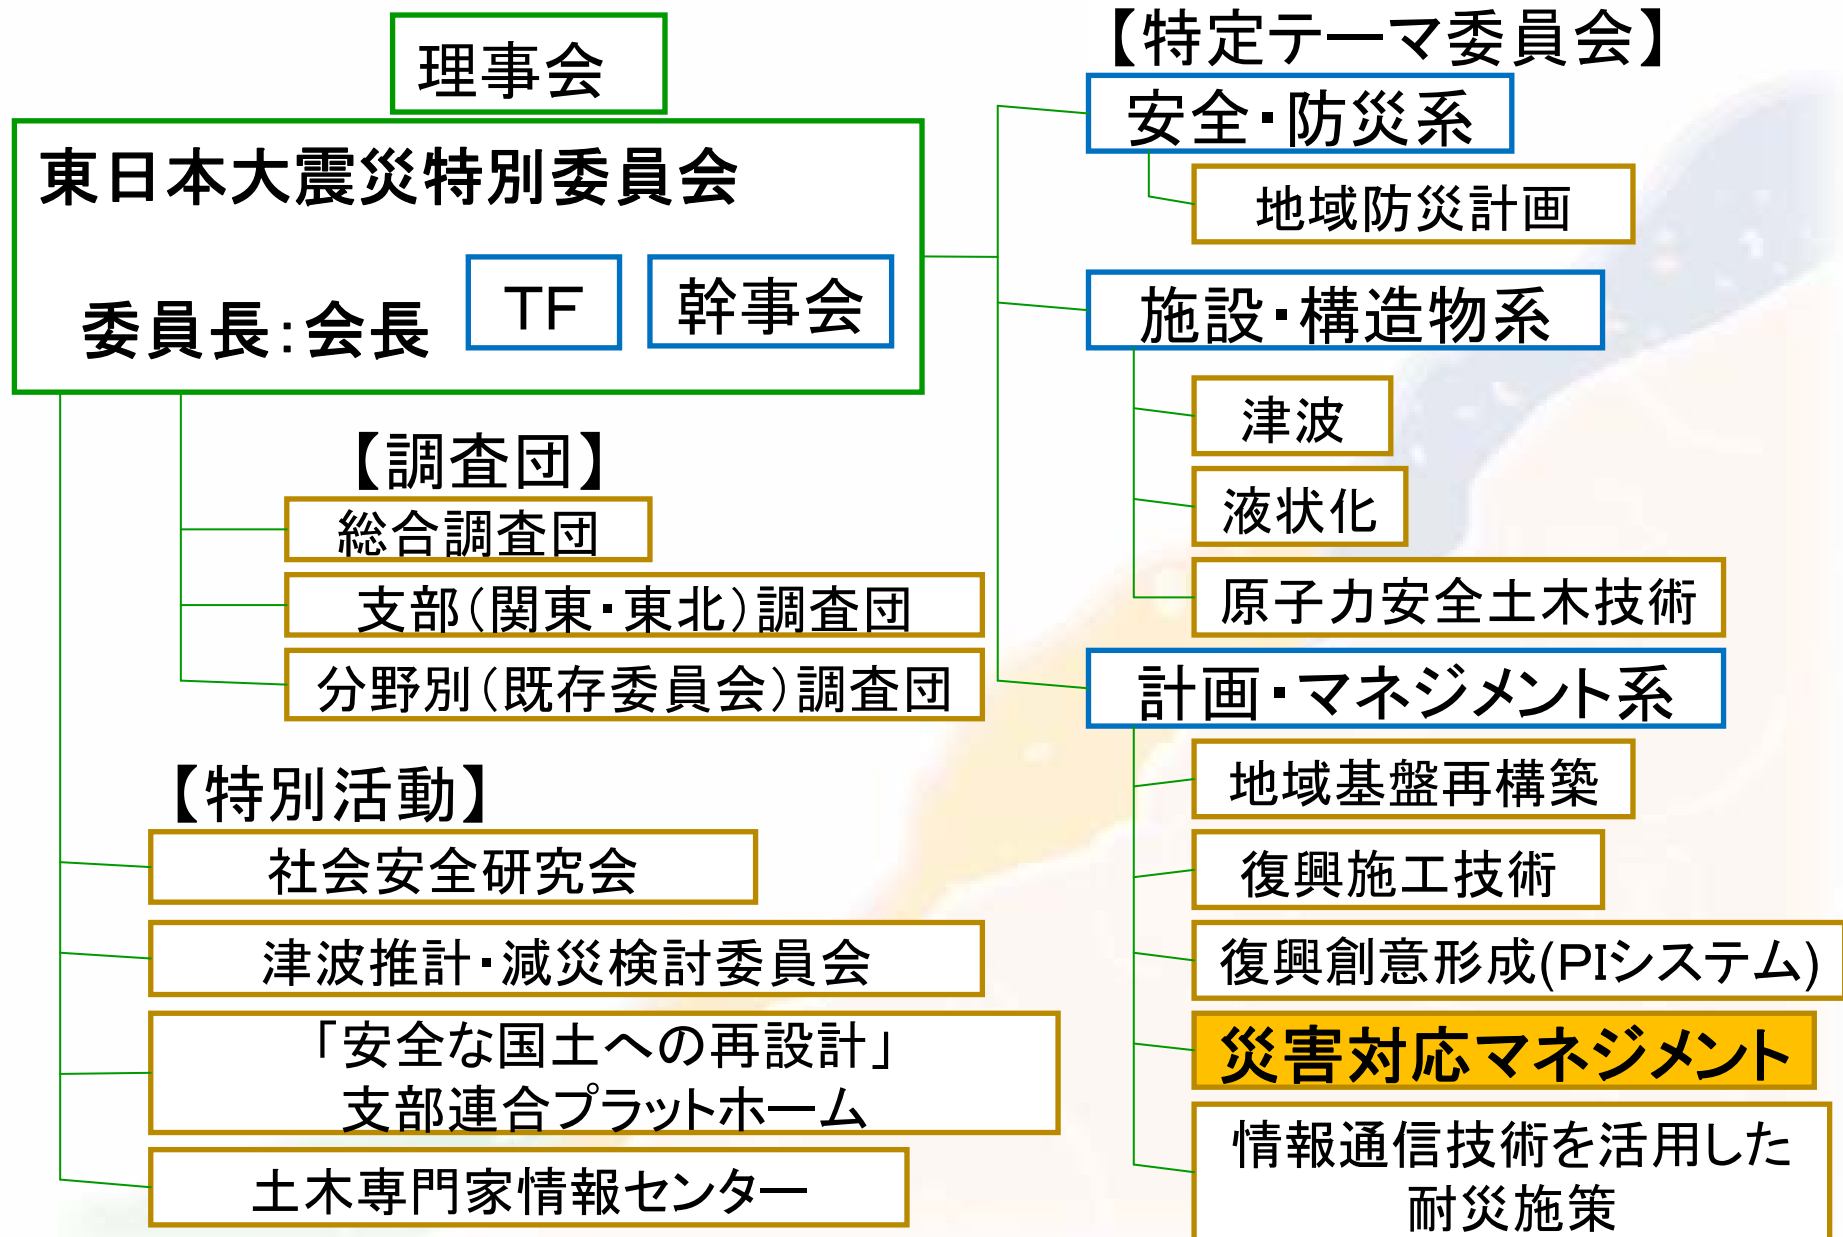 理事会
東日本大震災特別委員会
委員長:会長
TF
幹事会
【調査団】
総合調査団
支部(関東・東北)調査団
分野別(既存委員会)調査団
【特別活動】
社会安全研究会
津波推計・減災検討委員会
「安全な国土への再設計」
支部連合プラットホーム
土木専門家情報センター
【特定テーマ委員会】
安全・防災系
地域防災計画
施設・構造物系
津波
液状化
原子力安全土木技術
計画・マネジメント系
地域基盤再構築
復興施工技術
復興創意形成(PIシステム)
災害対応マネジメント
情報通信技術を活用した
耐災施策